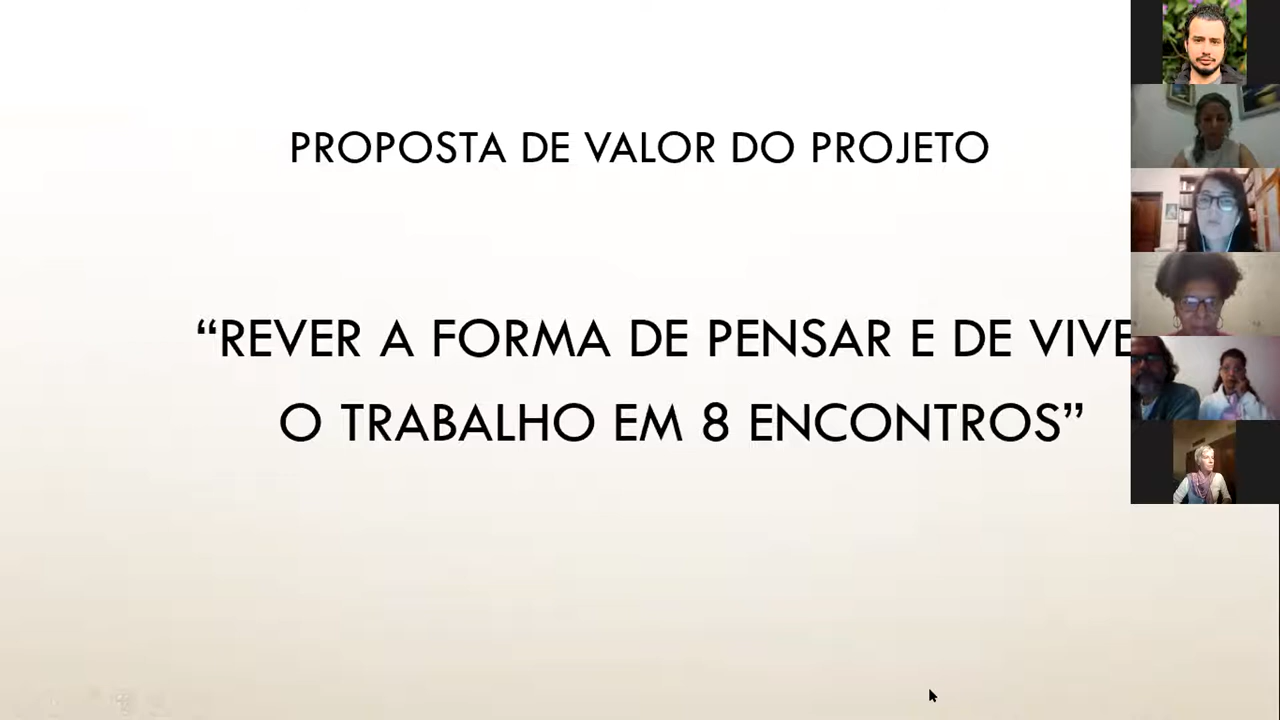 PROPOSTA DE VALOR DO PROJETO
“REVER A FORMA DE PENSAR E DE VIVE
O TRABALHO EM 8 ENCONTROS”